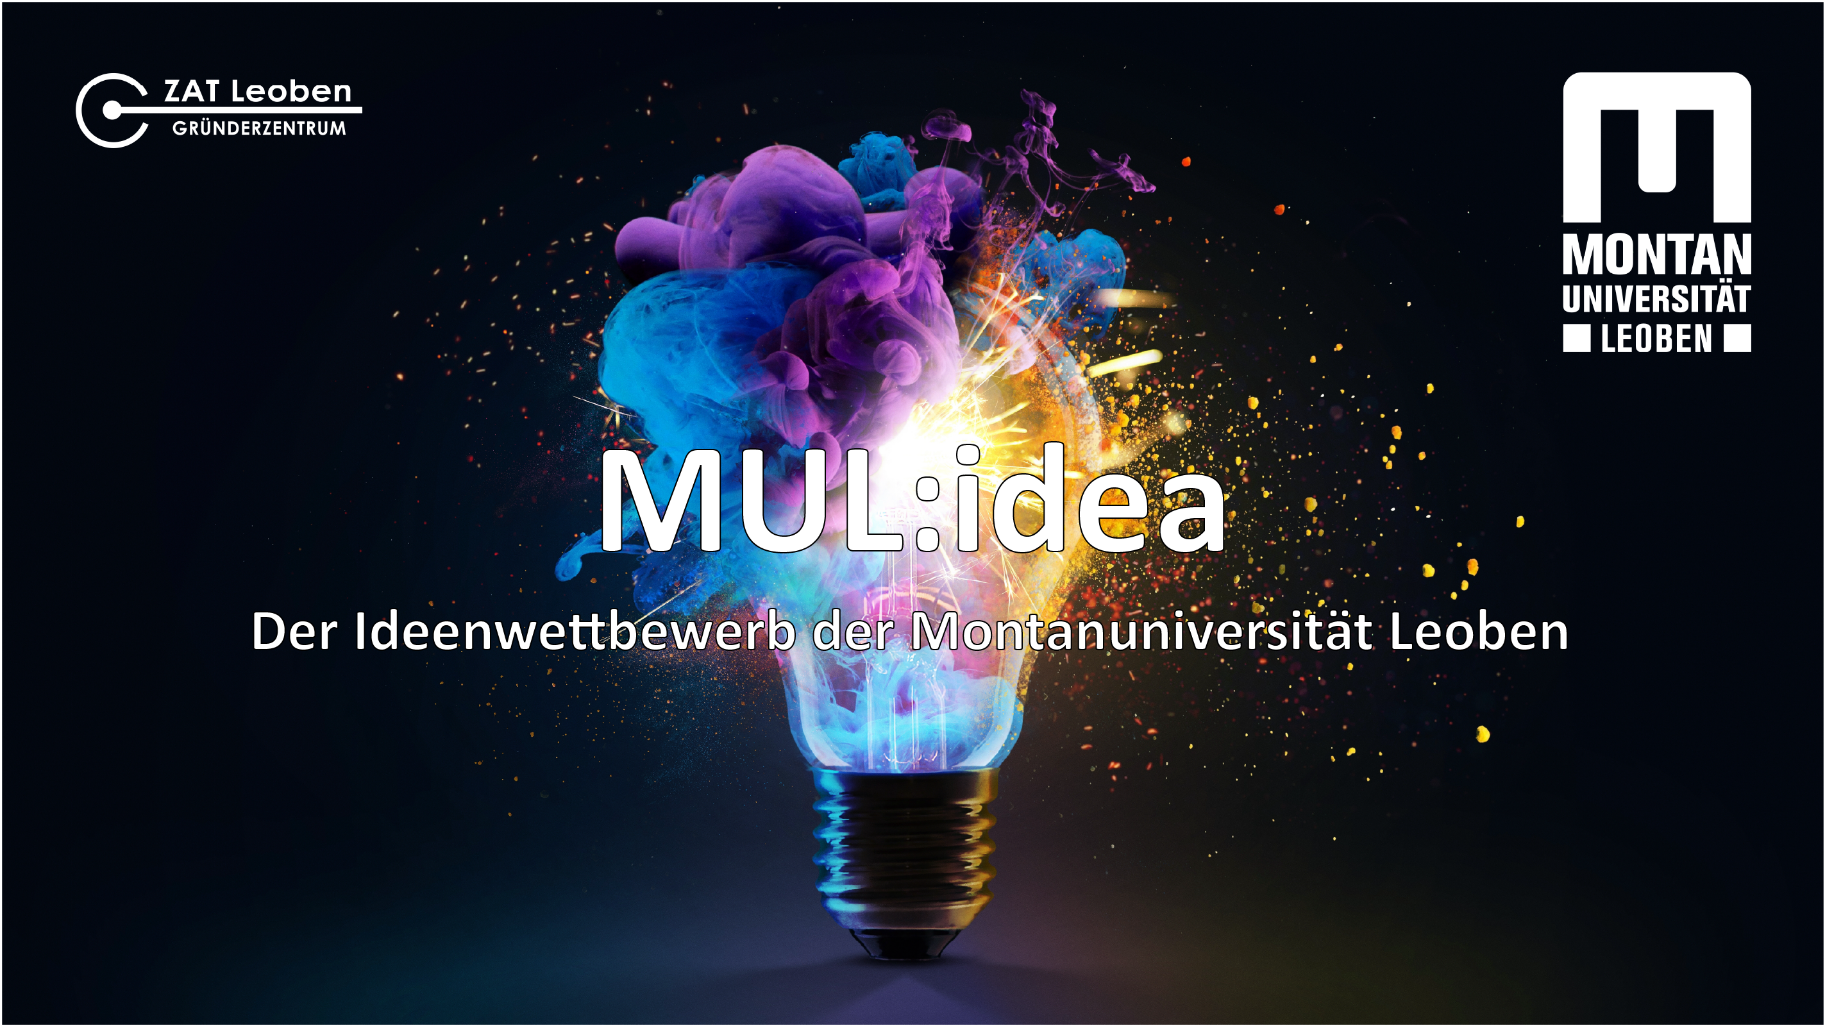 ZAT Leoben
GRÜNDERZENTRUM
MONTAN
UNIVERSITÄT
LEOBEN
MUL:idea
Der Ideenwettbewerb der Montanuniversität Leoben